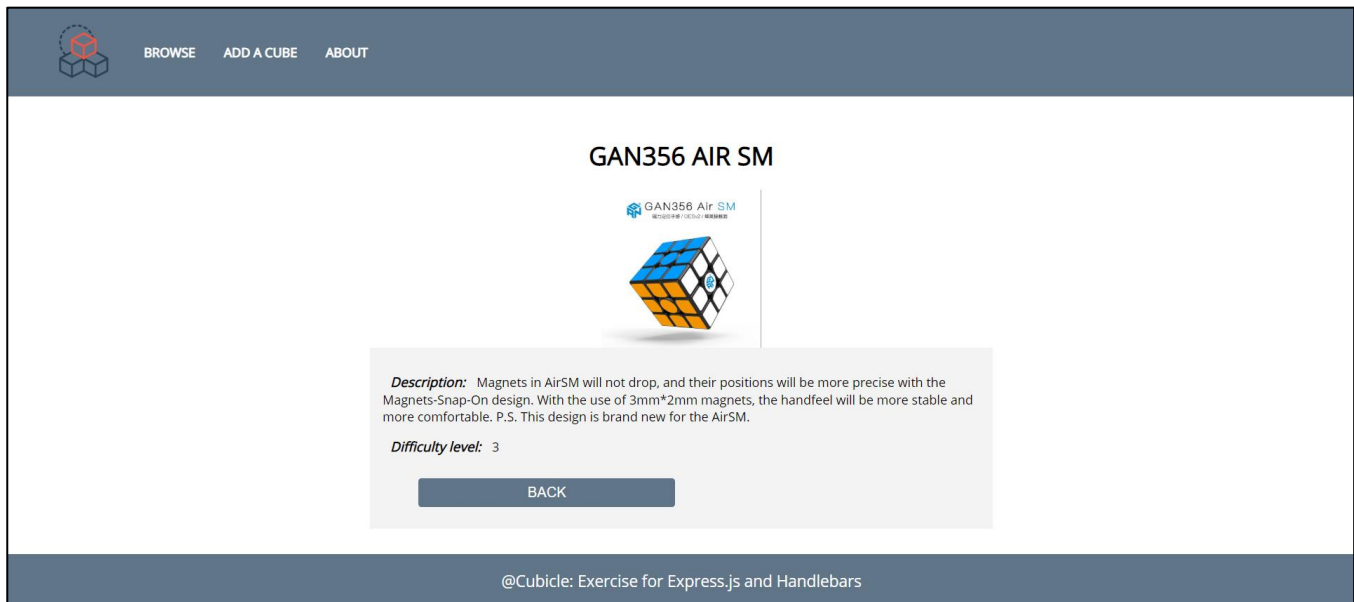 BROWSE ADD A CUBE ABOUT
GAN356 AIR SM
GAN356 Air SM
Description: Magnets in AirSM will not drop, and their positions will be more precise with the
Magnets-Snap-On design. With the use of 3mm*2mm magnets, the handfeel will be more stable and
more comfortable. P.S. This design is brand new for the AirSM.
Difficulty level: 3
BACK
@Cubicle: Exercise for Express.js and Handlebars